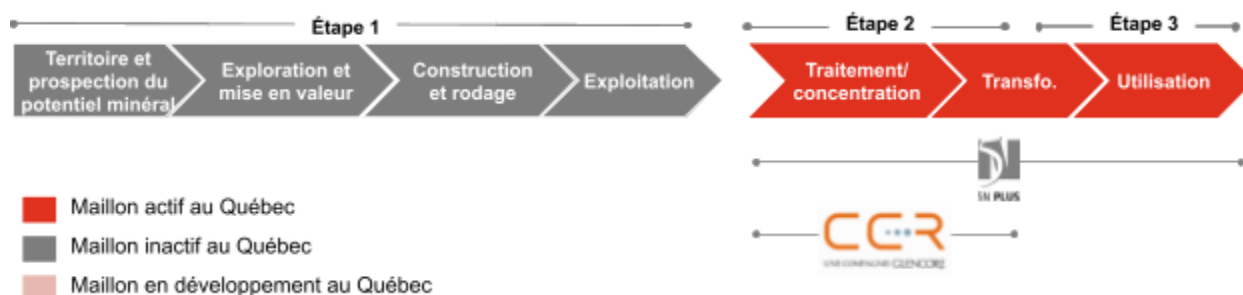 Étape 1
Étape 2
Étape 3
Territoire et
prospection du
potentiel minéral
Exploration et
mise en valeur
Construction
et rodage
Exploitation
Traitement/
concentration
Transfo.
Utilisation
5N PLUS
CCR
UNE COMPAGNIE GLENCORE
Maillon actif au Québec
Maillon inactif au Québec
Maillon en développement au Québec